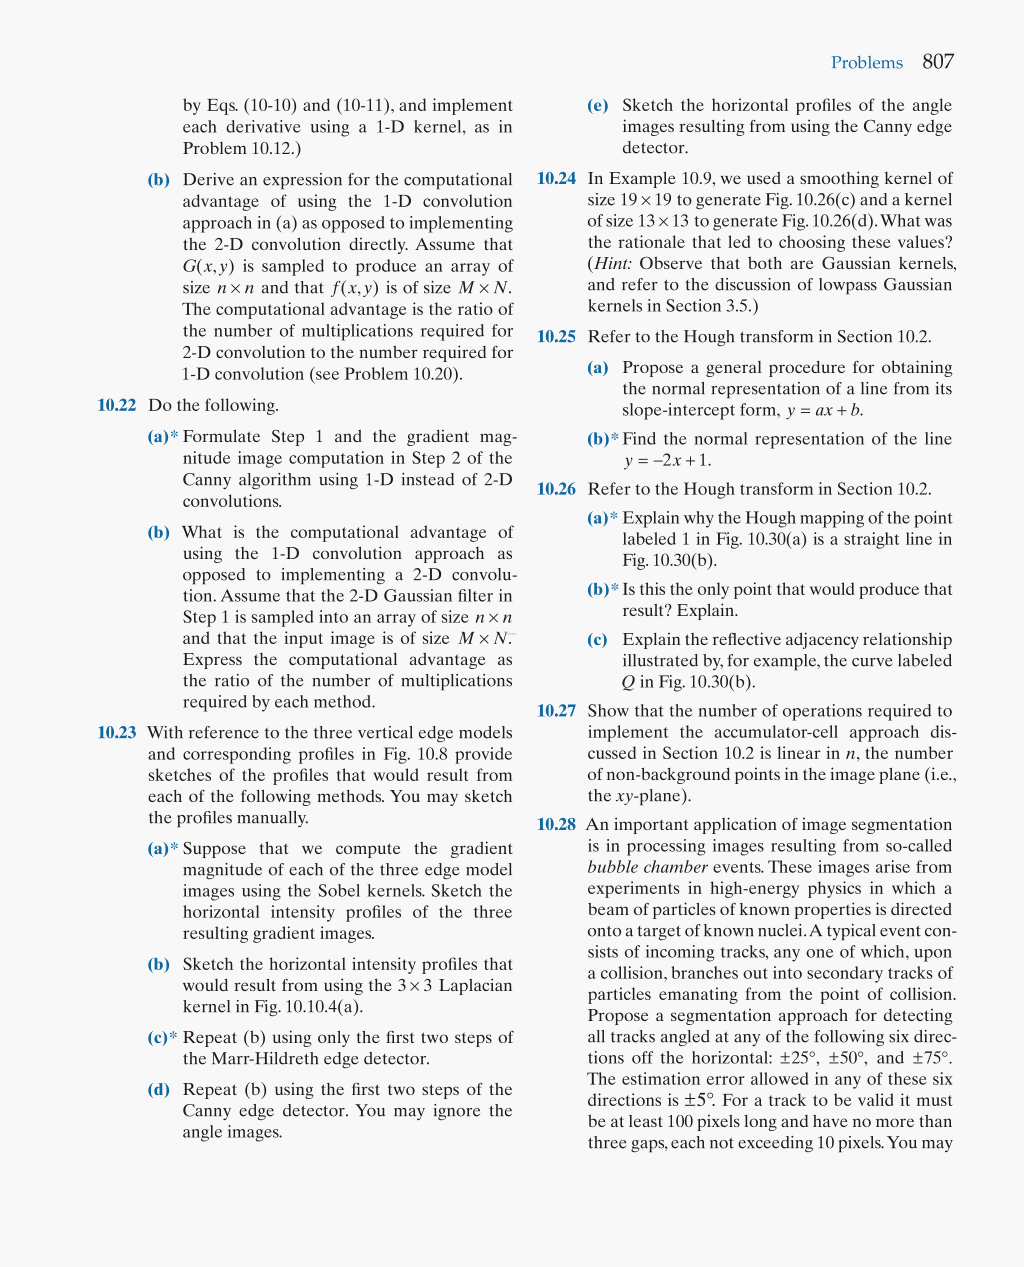 Problems 807
by Eqs. (10-10) and (10-11), and implement
each derivative using a 1-D kernel, as in
Problem 10.12.)
(b) Derive an expression for the computational
advantage of using the 1-D convolution
approach in (a) as opposed to implementing
the 2-D convolution directly. Assume that
G(x, y) is sampled to produce an array of
size n × n and that f(x, y) is of size M × N.
The computational advantage is the ratio of
the number of multiplications required for
2-D convolution to the number required for
1-D convolution (see Problem 10.20).
10.22 Do the following.
(a)* Formulate Step 1 and the gradient mag-
nitude image computation in Step 2 of the
Canny algorithm using 1-D instead of 2-D
convolutions.
(b) What is the computational advantage of
using the 1-D convolution approach as
opposed to implementing a 2-D convolu-
tion. Assume that the 2-D Gaussian filter in
Step 1 is sampled into an array of size n × n
and that the input image is of size M × N.
Express the computational advantage as
the ratio of the number of multiplications
required by each method.
10.23 With reference to the three vertical edge models
and corresponding profiles in Fig. 10.8 provide
sketches of the profiles that would result from
each of the following methods. You may sketch
the profiles manually.
(a)* Suppose that we compute the gradient
magnitude of each of the three edge model
images using the Sobel kernels. Sketch the
horizontal intensity profiles of the three
resulting gradient images.
(b) Sketch the horizontal intensity profiles that
would result from using the 3 × 3 Laplacian
kernel in Fig. 10.10.4(a).
(c)* Repeat (b) using only the first two steps of
the Marr-Hildreth edge detector.
(d) Repeat (b) using the first two steps of the
Canny edge detector. You may ignore the
angle images.
(e) Sketch the horizontal profiles of the angle
images resulting from using the Canny edge
detector.
10.24 In Example 10.9, we used a smoothing kernel of
size 19 × 19 to generate Fig. 10.26(c) and a kernel
of size 13 × 13 to generate Fig. 10.26(d). What was
the rationale that led to choosing these values?
(Hint: Observe that both are Gaussian kernels,
and refer to the discussion of lowpass Gaussian
kernels in Section 3.5.)
10.25 Refer to the Hough transform in Section 10.2.
(a) Propose a general procedure for obtaining
the normal representation of a line from its
slope-intercept form, y = ax + b.
(b)* Find the normal representation of the line
y = −2x + 1.
10.26 Refer to the Hough transform in Section 10.2.
(a)* Explain why the Hough mapping of the point
labeled 1 in Fig. 10.30(a) is a straight line in
Fig. 10.30(b).
(b)* Is this the only point that would produce that
result? Explain.
(c) Explain the reflective adjacency relationship
illustrated by, for example, the curve labeled
Q in Fig. 10.30(b).
10.27 Show that the number of operations required to
implement the accumulator-cell approach dis-
cussed in Section 10.2 is linear in n, the number
of non-background points in the image plane (i.e.,
the xy-plane).
10.28 An important application of image segmentation
is in processing images resulting from so-called
bubble chamber events. These images arise from
experiments in high-energy physics in which a
beam of particles of known properties is directed
onto a target of known nuclei. A typical event con-
sists of incoming tracks, any one of which, upon
a collision, branches out into secondary tracks of
particles emanating from the point of collision.
Propose a segmentation approach for detecting
all tracks angled at any of the following six direc-
tions off the horizontal: ±25°, ±50°, and ±75°.
The estimation error allowed in any of these six
directions is ±5°. For a track to be valid it must
be at least 100 pixels long and have no more than
three gaps, each not exceeding 10 pixels. You may